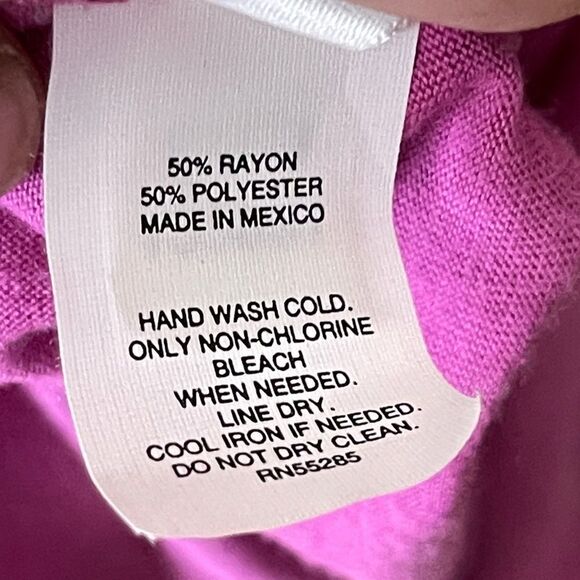 50% RAYON
50% POLYESTER
MADE IN MEXICO
HAND WASH COLD.
ONLY NON-CHLORINE
BLEACH
WHEN NEEDED.
LINE DRY.
COOL IRON IF NEEDED.
DO NOT DRY CLEAN.
RN55285